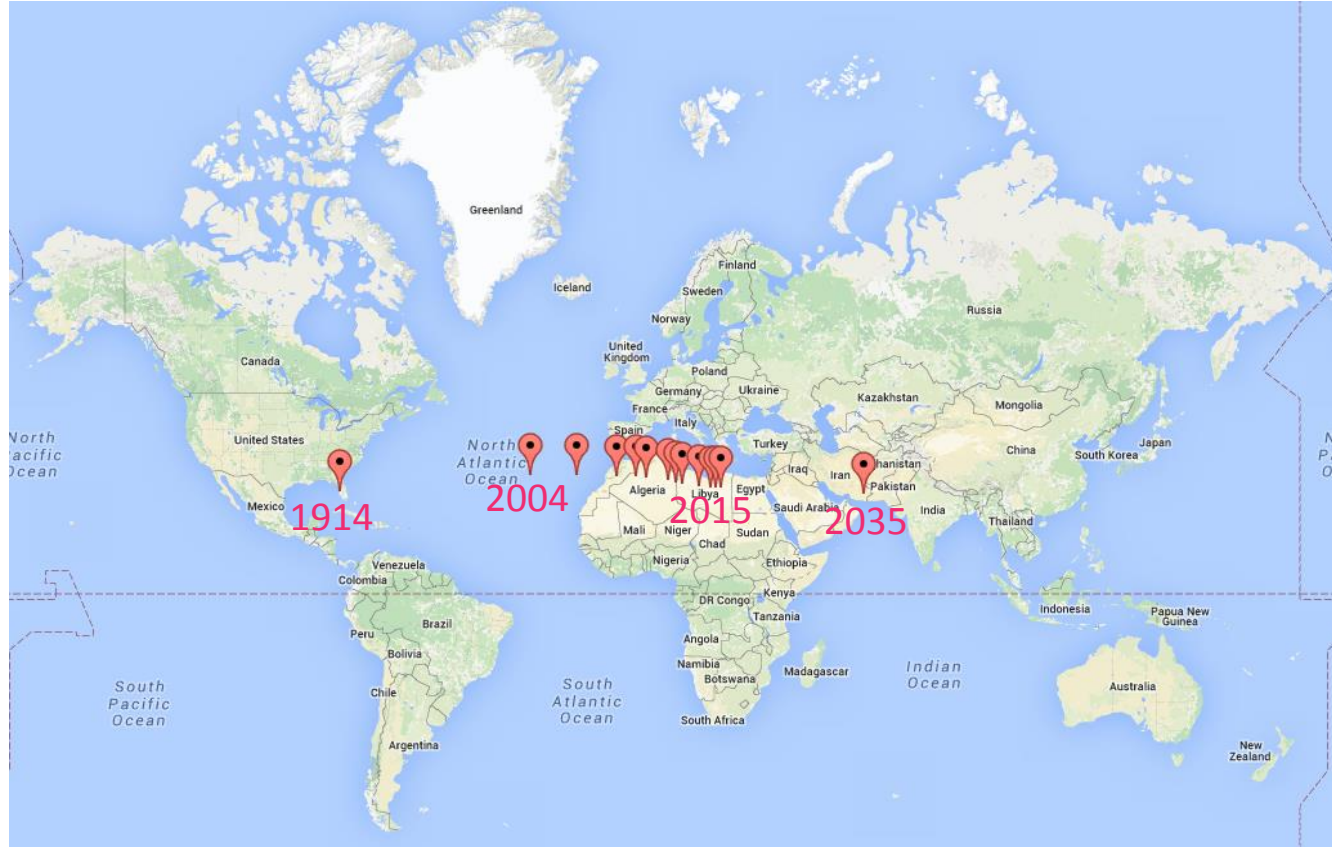 Greenland
Iceland
Finland
Sweden
Norway
Russia
United
Kingdom
Canada
Poland
Germany
Ukraine
Kazakhstan
Mongolia
France
Italy
Spain
North
Pacific
Ocean
United States
North
Atlantic
Ocean
Turkey
China
Japan
South Korea
Iraq
Iran
Afghanistan
Pakistan
Algeria
Libya
Egypt
Saudi Arabia
India
Mexico
1914
2004
2015
2035
Mali
Niger
Sudan
Chad
Thailand
Nigeria
Ethiopia
Venezuela
Colombia
Kenya
DR Congo
Tanzania
Indonesia
Papua New
Guinea
Brazil
Peru
Angola
Bolivia
Namibia
Botswana
Madagascar
Indian
Ocean
South
Pacific
Ocean
South
Atlantic
Ocean
Chile
Australia
South Africa
Argentina
New
Zealand